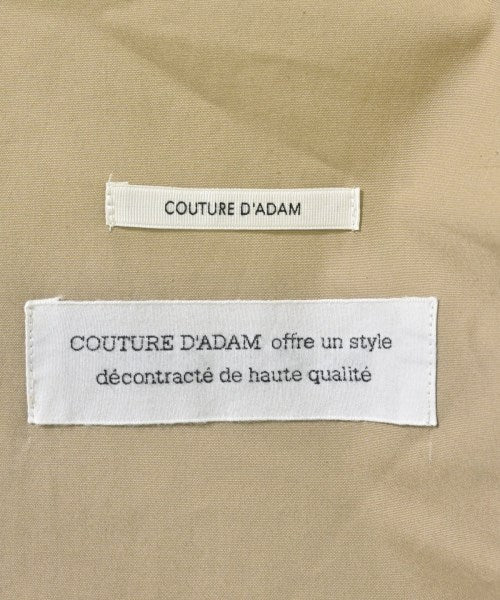 COUTURE D'ADAM
COUTURE D'ADAM offre un style
décontracté de haute qualité